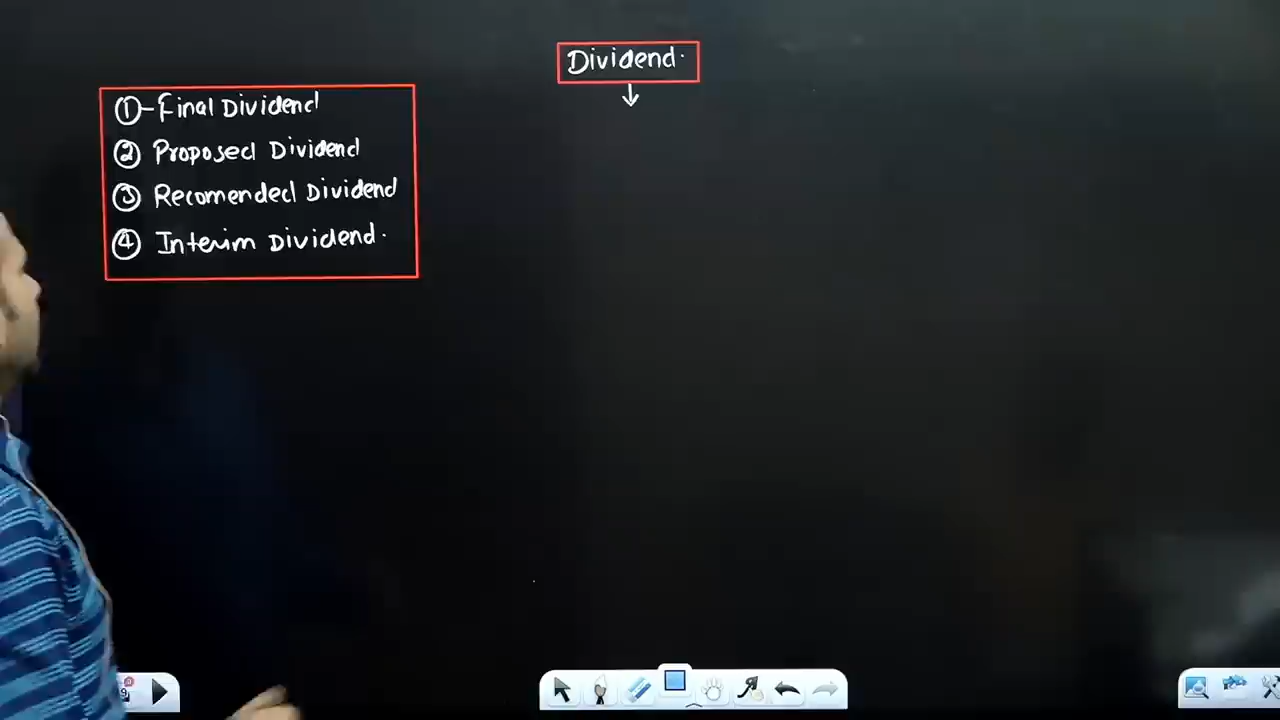 Dividend.
①-Final Dividend
② Proposed Dividend
③ Recomended Dividend
④ Interim Dividend.